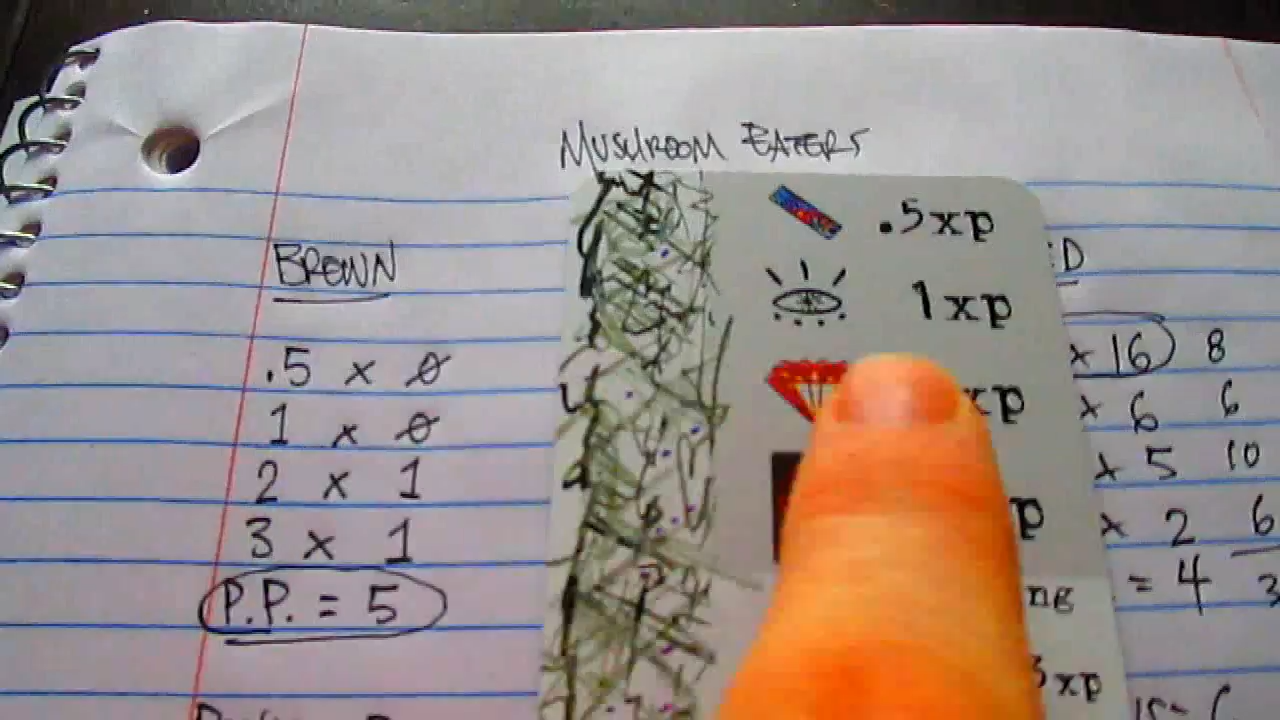 MUSHROOM EATERS
BROWN
.5 x 0
1 x 0
2 x 1
3 x 1
P.P. = 5
.5xp
1xp
xp
p
3xp
D
x 16 8
x 6 6
x 5 10
x 2 6
= 4 3